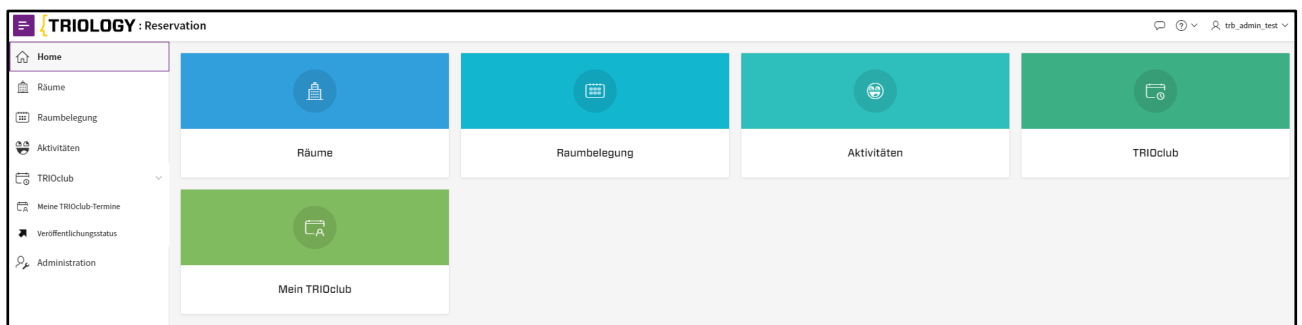 TRIOLOGY : Reservation
trb_admin_test
Home
Räume
Raumbelegung
Aktivitäten
TRIOclub
Meine TRIOclub-Termine
Veröffentlichungsstatus
Administration
Räume
Raumbelegung
Aktivitäten
TRIOclub
Mein TRIOclub